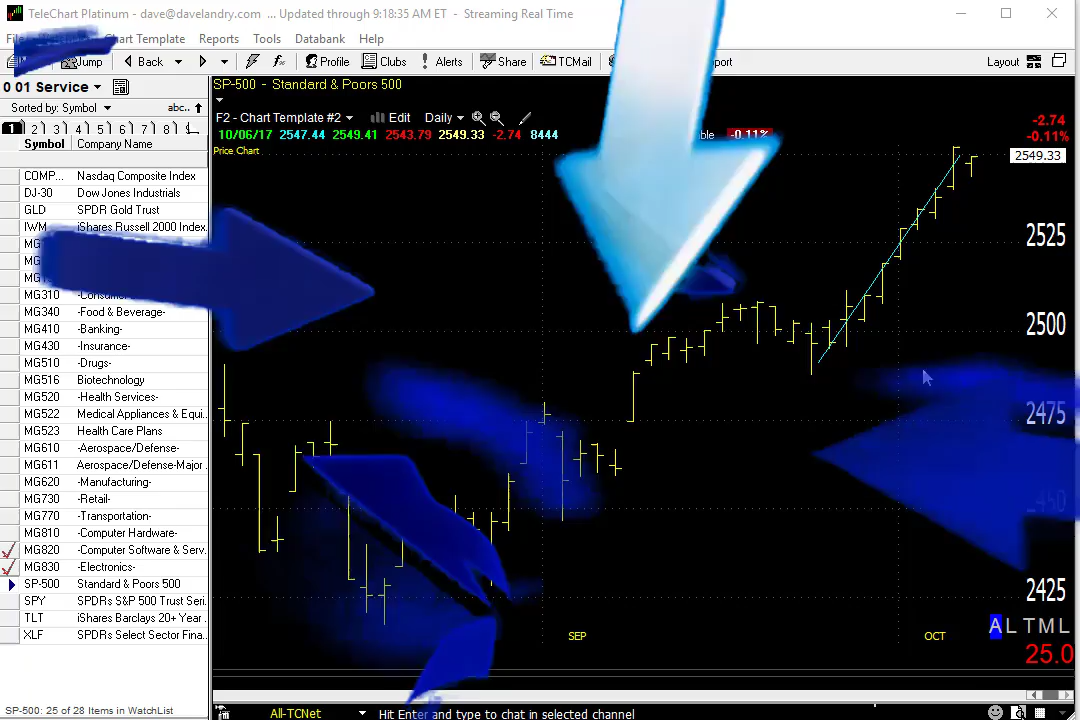 TeleChart Platinum - dave@davelandry.com ... Updated through 9:18:35 AM ET - Streaming Real Time
Chart Template Reports Tools Databank Help
Jump Back Profile Clubs Alerts Share TCMail Layout
0 01 Service SP-500 - Standard & Poors 500
Sorted by: Symbol abc..
F2 - Chart Template #2 Edit Daily
1 2 3 4 5 6 7 8
10/06/17 2547.44 2549.41 2543.79 2549.33 -2.74 8444 -0.11%
-2.74
-0.11%
Symbol Company Name
Price Chart
2549.33
COMP... Nasdaq Composite Index
DJ-30 Dow Jones Industrials
GLD SPDR Gold Trust
IWM iShares Russell 2000 Index.
MG310
MG340 -Food & Beverage-
MG410 -Banking-
MG430 -Insurance-
MG510 -Drugs-
MG516 Biotechnology
MG520 -Health Services-
MG522 Medical Appliances & Equi..
MG523 Health Care Plans
MG610 -Aerospace/Defense-
MG611 Aerospace/Defense-Major .
MG620 -Manufacturing-
MG730 -Retail-
MG770 -Transportation-
MG810 -Computer Hardware-
MG820 -Computer Software & Serv.
MG830 -Electronics-
SP-500 Standard & Poors 500
SPY SPDRs S&P 500 Trust Seri..
TLT iShares Barclays 20+ Year .
XLF SPDRs Select Sector Fina..
2525
2500
2475
2450
2425
SEP OCT
A L T M L
25.0
SP-500: 25 of 28 Items in WatchList
All-TCNet Hit Enter and type to chat in selected channel